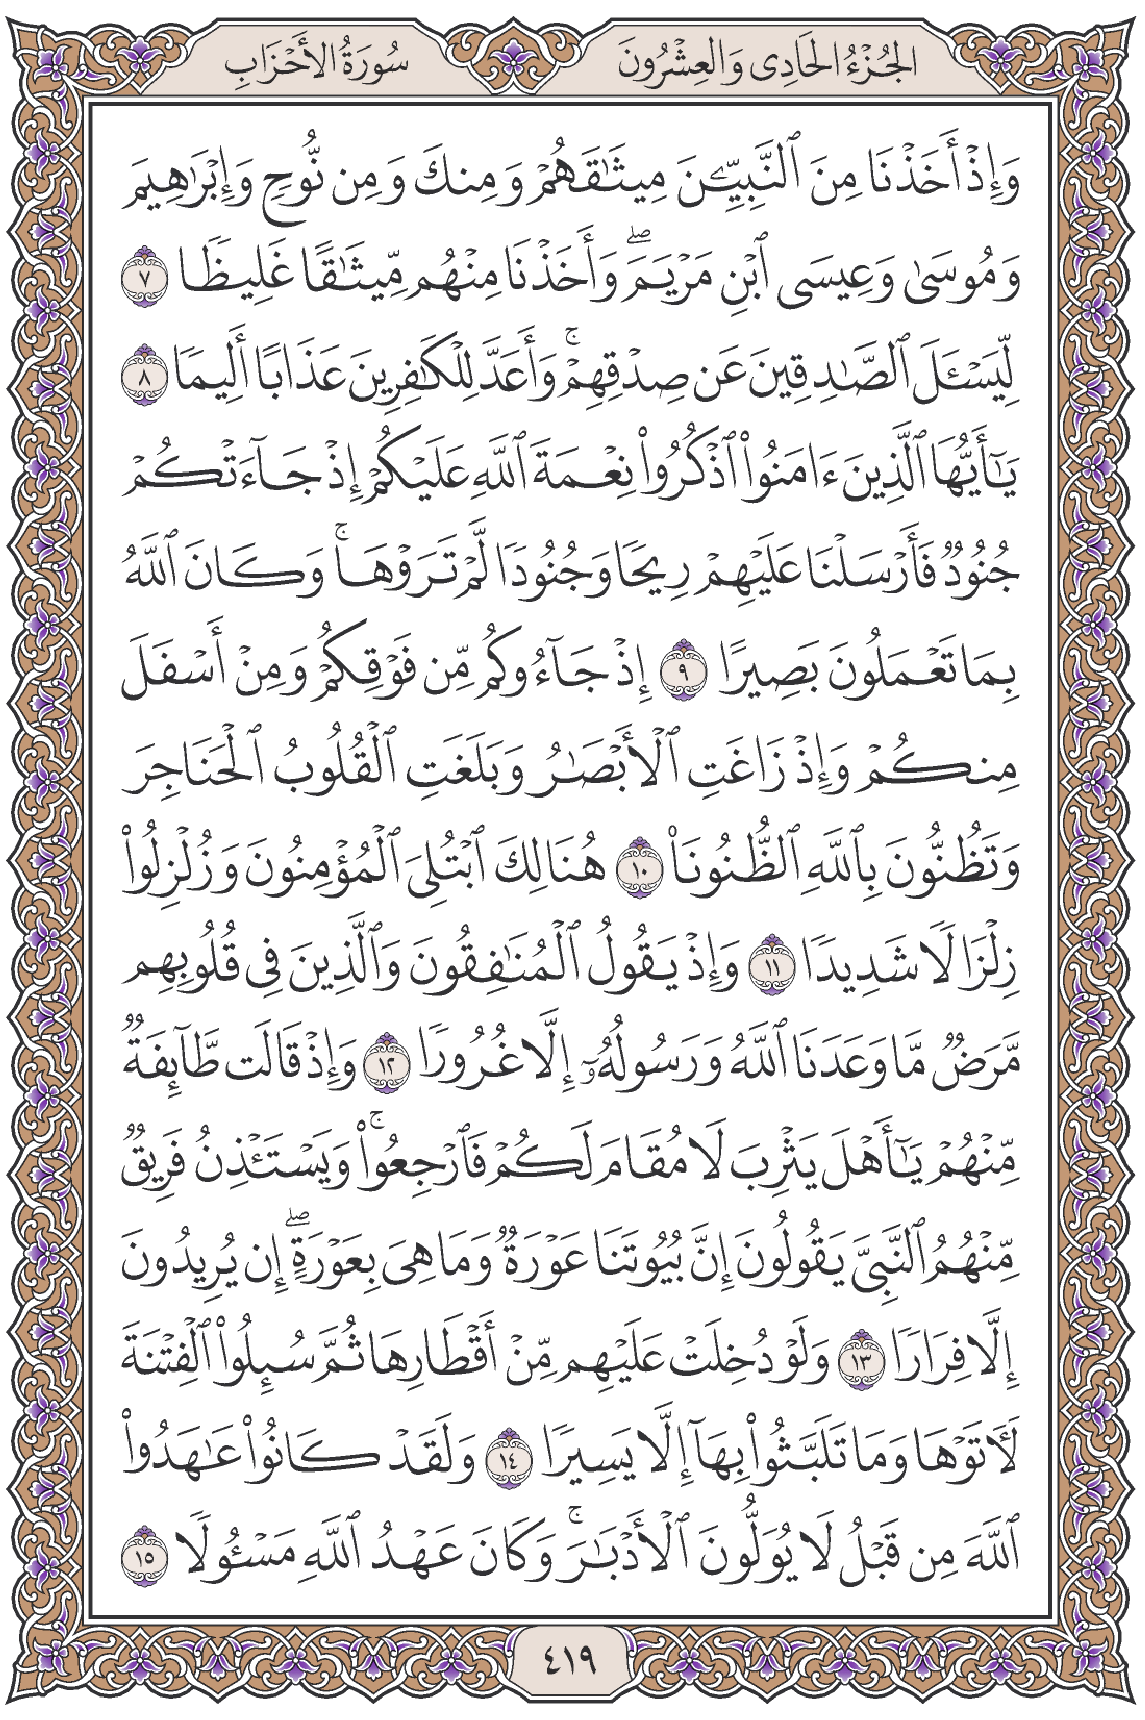 الجُزْءُ الحَادِى وَالعِشْرُونَ
سُورَةُ الأَحْزَابِ
وَإِذْ أَخَذْنَا مِنَ ٱلنَّبِيِّـۧنَ مِيثَٰقَهُمْ وَمِنكَ وَمِن نُّوحٍ وَإِبْرَٰهِيمَ
وَمُوسَىٰ وَعِيسَى ٱبْنِ مَرْيَمَۖ وَأَخَذْنَا مِنْهُم مِّيثَٰقًا غَلِيظًا ٧
لِّيَسْـَٔلَ ٱلصَّٰدِقِينَ عَن صِدْقِهِمْۚ وَأَعَدَّ لِلْكَٰفِرِينَ عَذَابًا أَلِيمًا ٨
يَٰٓأَيُّهَا ٱلَّذِينَ ءَامَنُوا۟ ٱذْكُرُوا۟ نِعْمَةَ ٱللَّهِ عَلَيْكُمْ إِذْ جَآءَتْكُمْ
جُنُودٌ فَأَرْسَلْنَا عَلَيْهِمْ رِيحًا وَجُنُودًا لَّمْ تَرَوْهَاۚ وَكَانَ ٱللَّهُ
بِمَا تَعْمَلُونَ بَصِيرًا ٩ إِذْ جَآءُوكُم مِّن فَوْقِكُمْ وَمِنْ أَسْفَلَ
مِنكُمْ وَإِذْ زَاغَتِ ٱلْأَبْصَٰرُ وَبَلَغَتِ ٱلْقُلُوبُ ٱلْحَنَاجِرَ
وَتَظُنُّونَ بِٱللَّهِ ٱلظُّنُونَا۠ ١٠ هُنَالِكَ ٱبْتُلِىَ ٱلْمُؤْمِنُونَ وَزُلْزِلُوا۟
زِلْزَالًا شَدِيدًا ١١ وَإِذْ يَقُولُ ٱلْمُنَٰفِقُونَ وَٱلَّذِينَ فِى قُلُوبِهِم
مَّرَضٌ مَّا وَعَدَنَا ٱللَّهُ وَرَسُولُهُۥٓ إِلَّا غُرُورًا ١٢ وَإِذْ قَالَت طَّآئِفَةٌ
مِّنْهُمْ يَٰٓأَهْلَ يَثْرِبَ لَا مُقَامَ لَكُمْ فَٱرْجِعُوا۟ۚ وَيَسْتَـْٔذِنُ فَرِيقٌ
مِّنْهُمُ ٱلنَّبِىَّ يَقُولُونَ إِنَّ بُيُوتَنَا عَوْرَةٌ وَمَا هِىَ بِعَوْرَةٍۖ إِن يُرِيدُونَ
إِلَّا فِرَارًا ١٣ وَلَوْ دُخِلَتْ عَلَيْهِم مِّنْ أَقْطَارِهَا ثُمَّ سُئِلُوا۟ ٱلْفِتْنَةَ
لَـَٔاتَوْهَا وَمَا تَلَبَّثُوا۟ بِهَآ إِلَّا يَسِيرًا ١٤ وَلَقَدْ كَانُوا۟ عَٰهَدُوا۟
ٱللَّهَ مِن قَبْلُ لَا يُوَلُّونَ ٱلْأَدْبَٰرَۚ وَكَانَ عَهْدُ ٱللَّهِ مَسْـُٔولًا ١٥
٤١٩